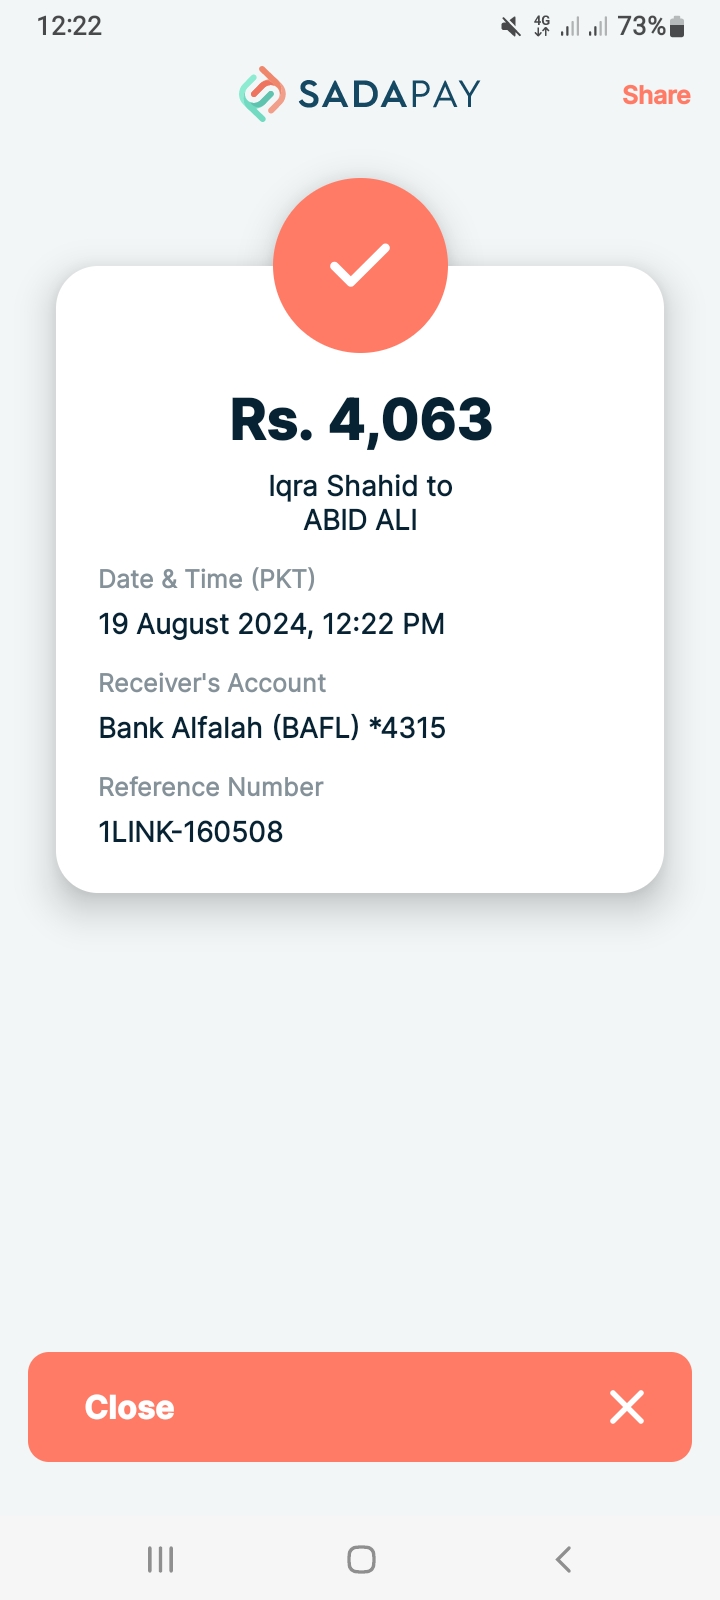 12:22
4G
73%
SADAPAY
Share
Rs. 4,063
Iqra Shahid to
ABID ALI
Date & Time (PKT)
19 August 2024, 12:22 PM
Receiver's Account
Bank Alfalah (BAFL) *4315
Reference Number
1LINK-160508
Close